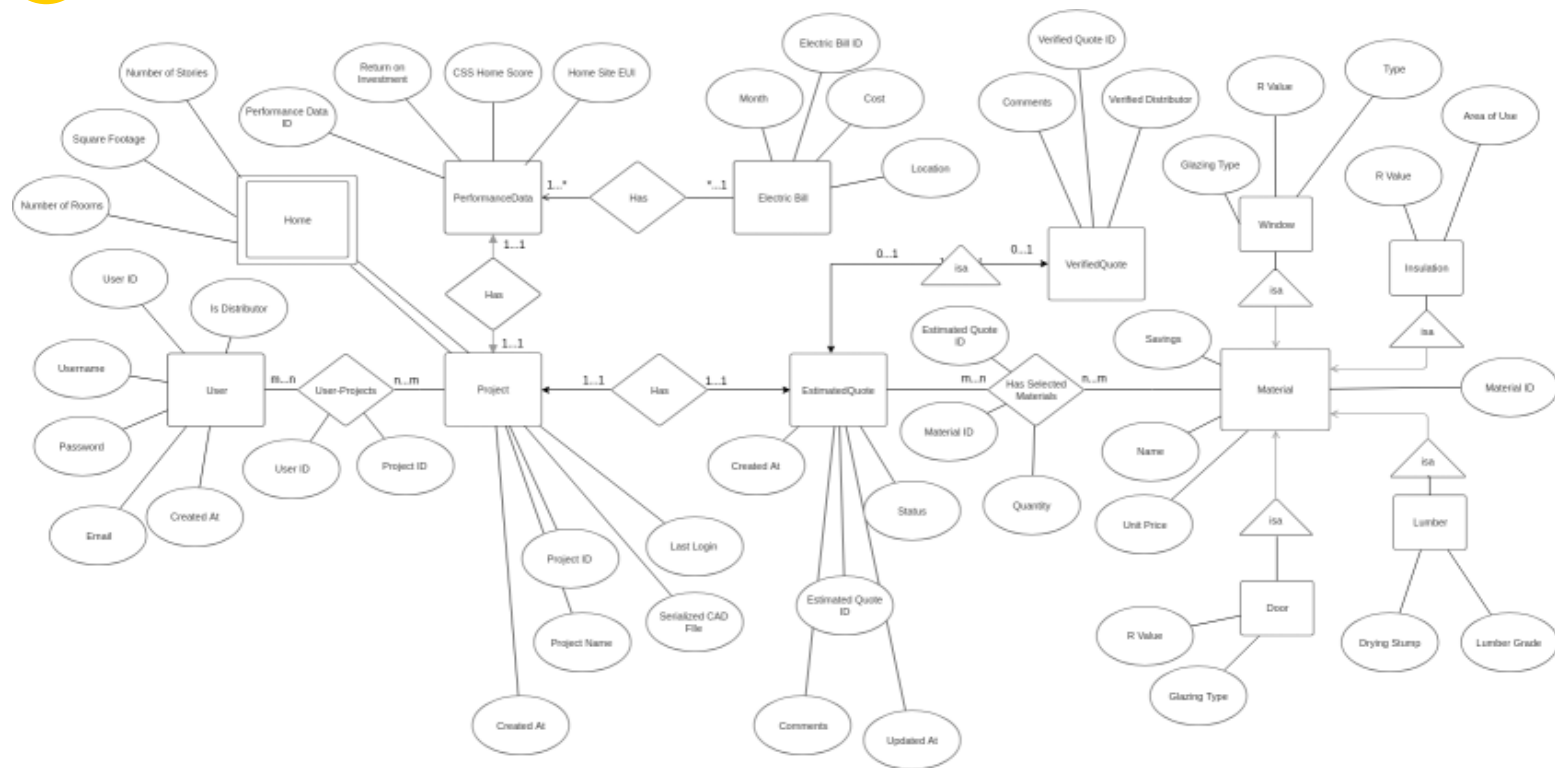 Electric Bill ID
Verified Quote ID
Number of Stories
Return on
Investment
CSS Home Score
Home Site EUI
Type
R Value
Month
Cost
Comments
Verified Distributor
Performance Data
ID
Area of Use
Square Footage
Glazing Type
Location
R Value
Number of Rooms
Home
PerformanceData
1...*
Has
*...1
Electric Bill
Window
1...1
0...1
isa
0...1
VerifiedQuote
Insulation
User ID
Has
isa
Is Distributor
Estimated Quote
ID
Savings
isa
1...1
Username
User
m...n
User-Projects
n...m
Project
1...1
Has
1...1
EstimatedQuote
m...n
Has Selected
Materials
n...m
Material
Material ID
Password
User ID
Project ID
Created At
Material ID
Name
isa
Email
Created At
Last Login
Project ID
Status
Quantity
Unit Price
isa
Lumber
Estimated Quote
ID
Door
Project Name
Serialized CAD
File
R Value
Drying Stump
Lumber Grade
Glazing Type
Created At
Comments
Updated At